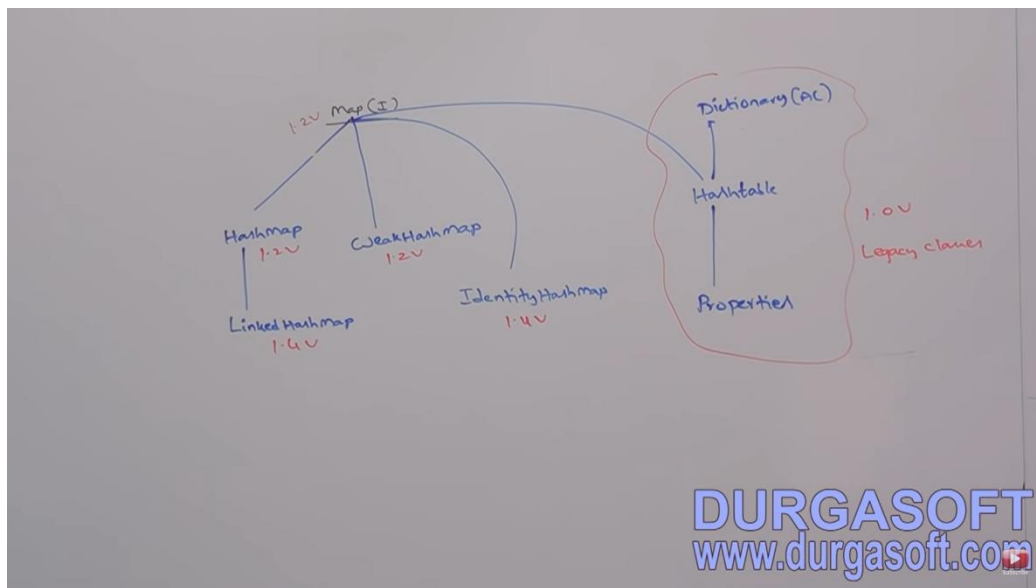 1.2V Map(I)
HashMap
1.2V
WeakHashMap
1.2V
IdentityHashMap
1.4V
LinkedHashMap
1.4V
Dictionary(AC)
Hashtable
Properties
1.0V
Legacy classes
DURGASOFT
www.durgasoft.com